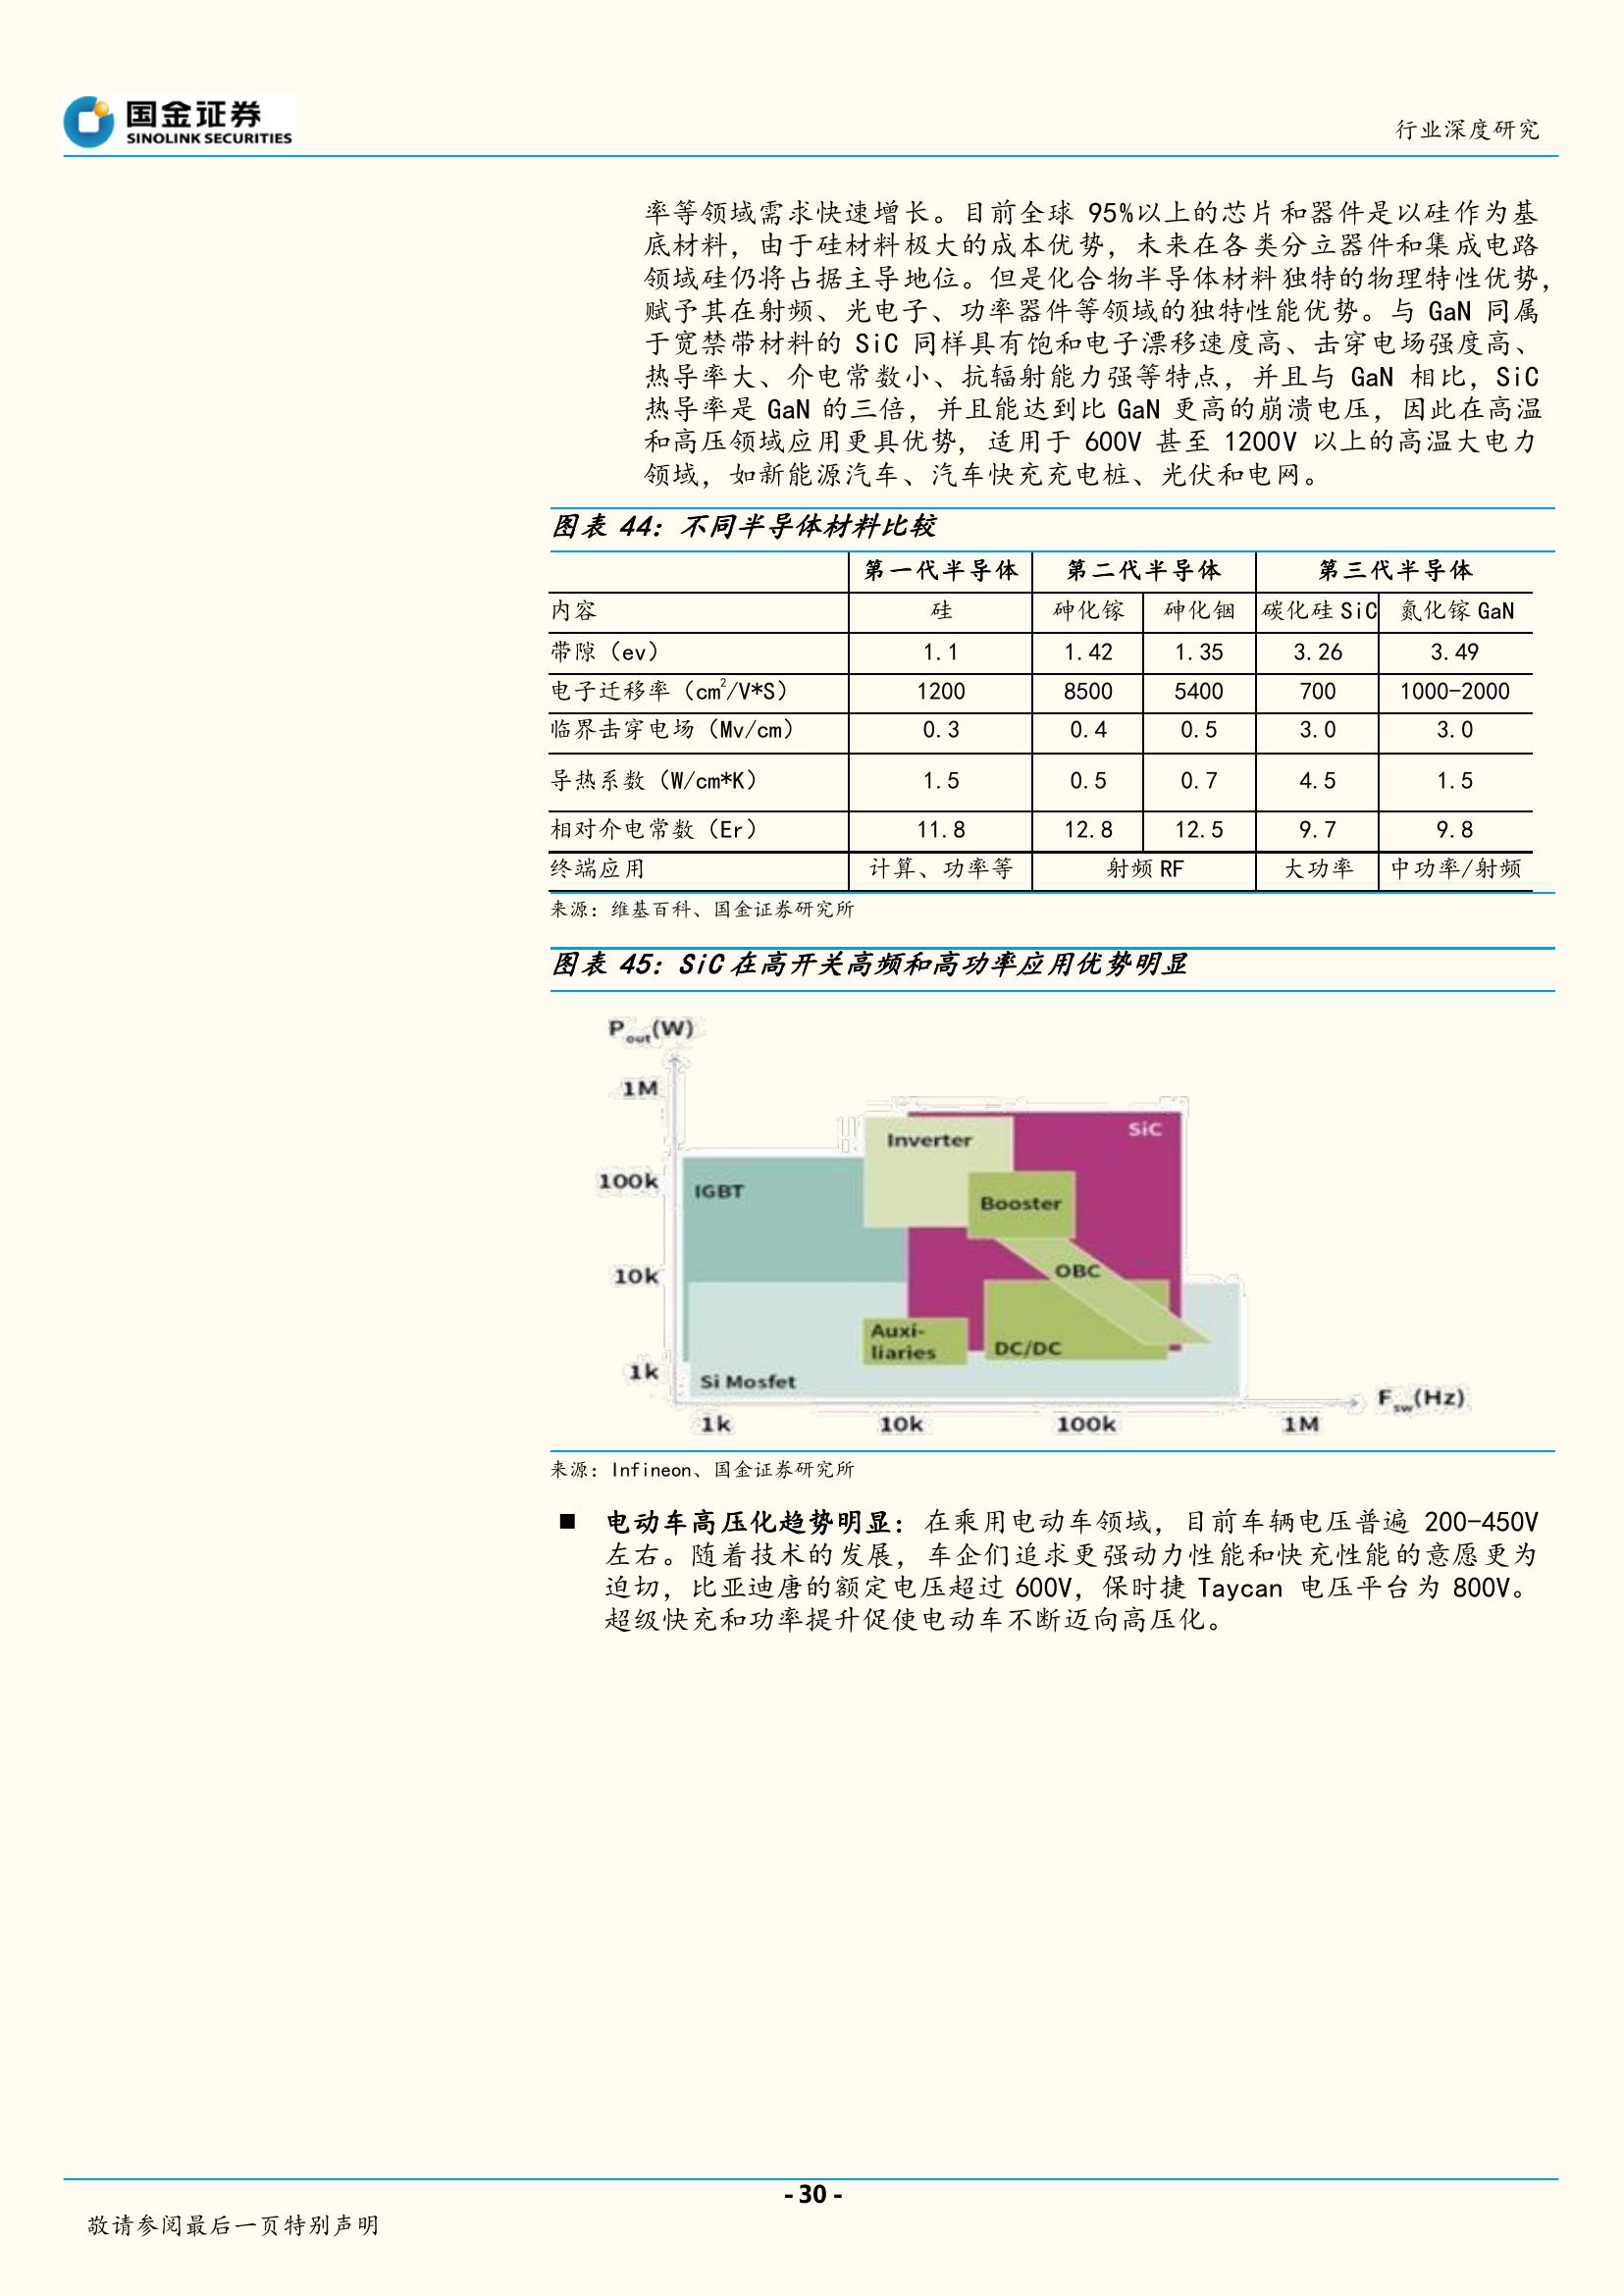 国金证券
SINOLINK SECURITIES
行业深度研究
率等领域需求快速增长。目前全球 95%以上的芯片和器件是以硅作为基
底材料，由于硅材料极大的成本优势，未来在各类分立器件和集成电路
领域硅仍将占据主导地位。但是化合物半导体材料独特的物理特性优势，
赋予其在射频、光电子、功率器件等领域的独特性能优势。与 GaN 同属
于宽禁带材料的 SiC 同样具有饱和电子漂移速度高、击穿电场强度高、
热导率大、介电常数小、抗辐射能力强等特点，并且与 GaN 相比，SiC
热导率是 GaN 的三倍，并且能达到比 GaN 更高的崩溃电压，因此在高温
和高压领域应用更具优势，适用于 600V 甚至 1200V 以上的高温大电力
领域，如新能源汽车、汽车快充充电桩、光伏和电网。
图表 44：不同半导体材料比较
第一代半导体 第二代半导体 第三代半导体
内容 硅 砷化镓 砷化铟 碳化硅 SiC 氮化镓 GaN
带隙（ev） 1.1 1.42 1.35 3.26 3.49
电子迁移率（cm²/V*S） 1200 8500 5400 700 1000-2000
临界击穿电场（Mv/cm） 0.3 0.4 0.5 3.0 3.0
导热系数（W/cm*K） 1.5 0.5 0.7 4.5 1.5
相对介电常数（Er） 11.8 12.8 12.5 9.7 9.8
终端应用 计算、功率等 射频 RF 大功率 中功率/射频
来源：维基百科、国金证券研究所
图表 45：SiC 在高开关高频和高功率应用优势明显
Pout(W)
1M
SiC
Inverter
100k
IGBT
Booster
OBC
10k
Auxi-
liaries
DC/DC
1k
Si Mosfet
Fsw(Hz)
1k 10k 100k 1M
来源：Infineon、国金证券研究所
■ 电动车高压化趋势明显：在乘用电动车领域，目前车辆电压普遍 200-450V
左右。随着技术的发展，车企们追求更强动力性能和快充性能的意愿更为
迫切，比亚迪唐的额定电压超过 600V，保时捷 Taycan 电压平台为 800V。
超级快充和功率提升促使电动车不断迈向高压化。
- 30 -
敬请参阅最后一页特别声明